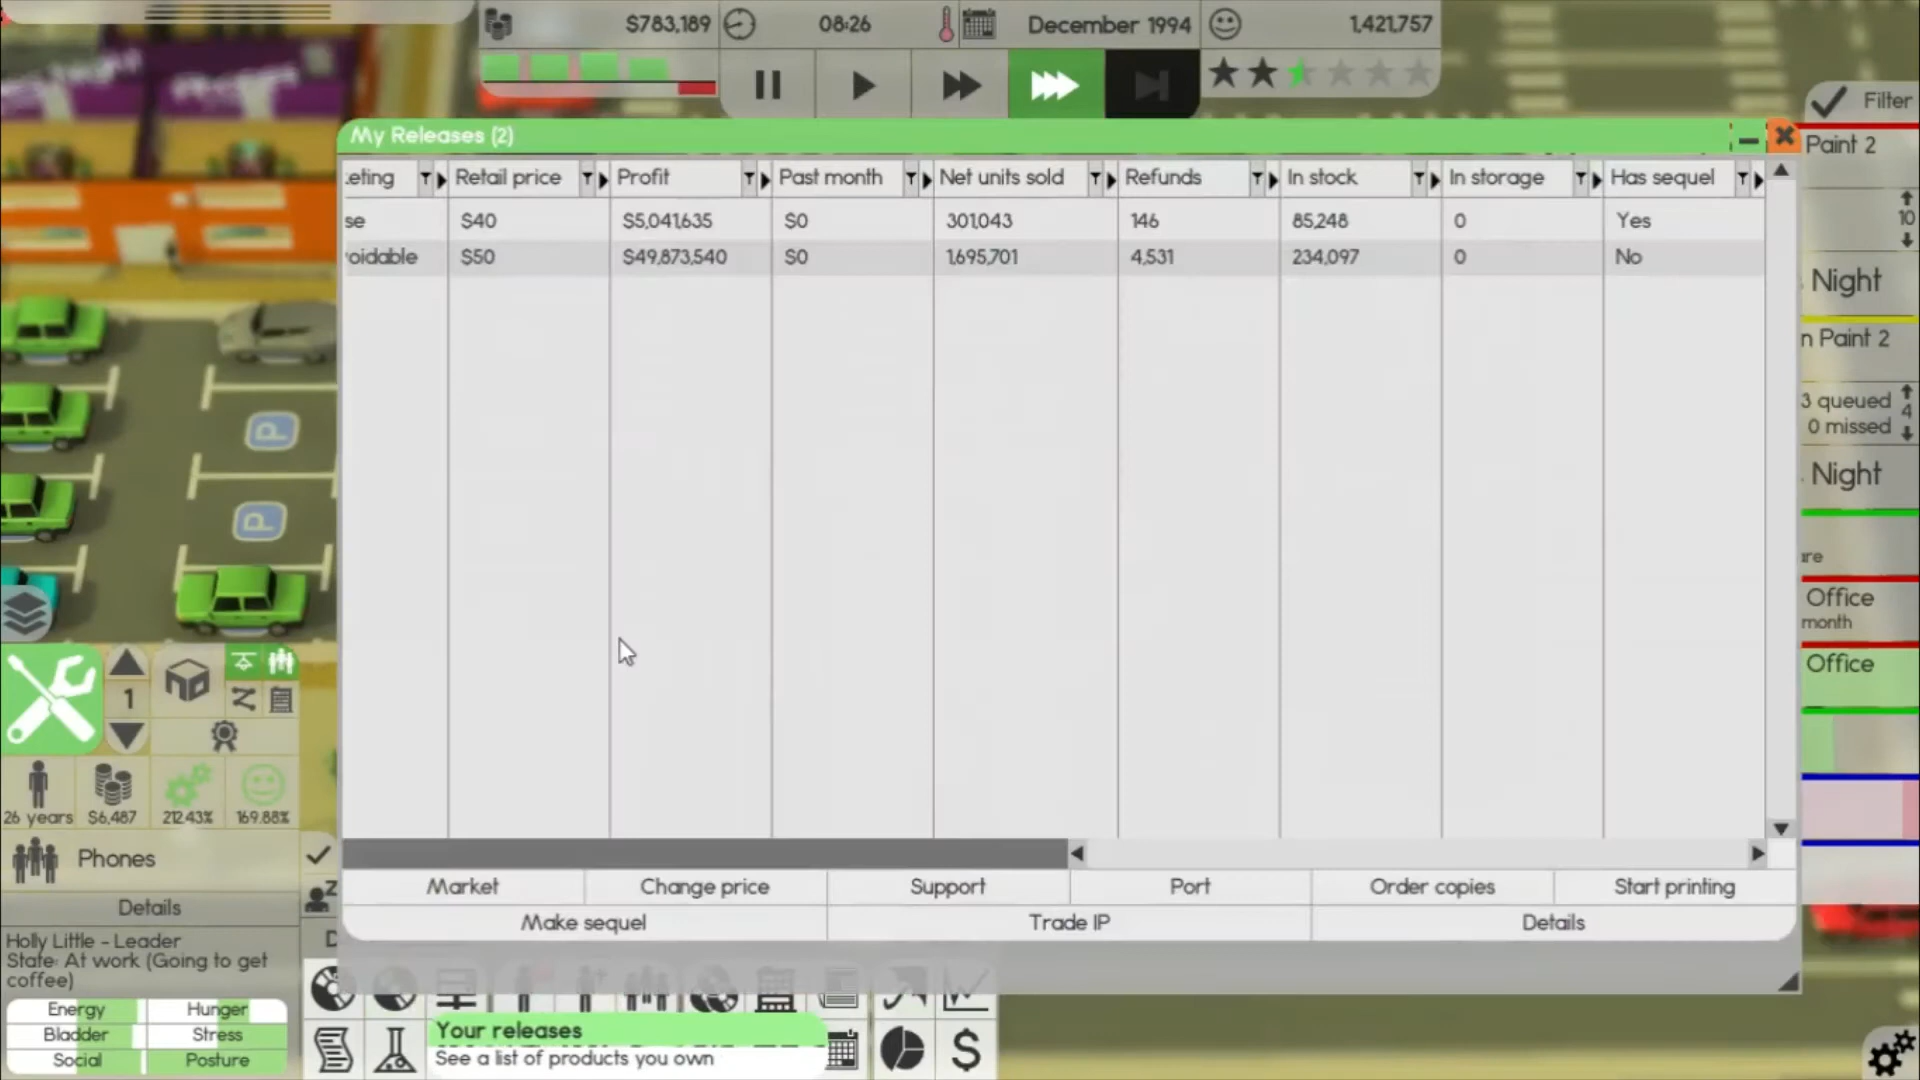 $783,189
08:26
December 1994
1,421,757
Filter
My Releases (2)
Paint 2
eting
Retail price
Profit
Past month
Net units sold
Refunds
In stock
In storage
Has sequel
se
$40
$5,041,635
$0
301,043
146
85,248
0
Yes
oidable
$50
$49,873,540
$0
1,695,701
4,531
234,097
0
No
10
Night
n Paint 2
3 queued
4
0 missed
Night
P
P
re
Office
month
Office
1
26 years
$6,487
212.43%
169.88%
Phones
Details
Market
Change price
Support
Port
Order copies
Start printing
Make sequel
Trade IP
Details
Holly Little - Leader
State: At work (Going to get
coffee)
Energy
Hunger
Bladder
Stress
Social
Posture
Your releases
See a list of products you own